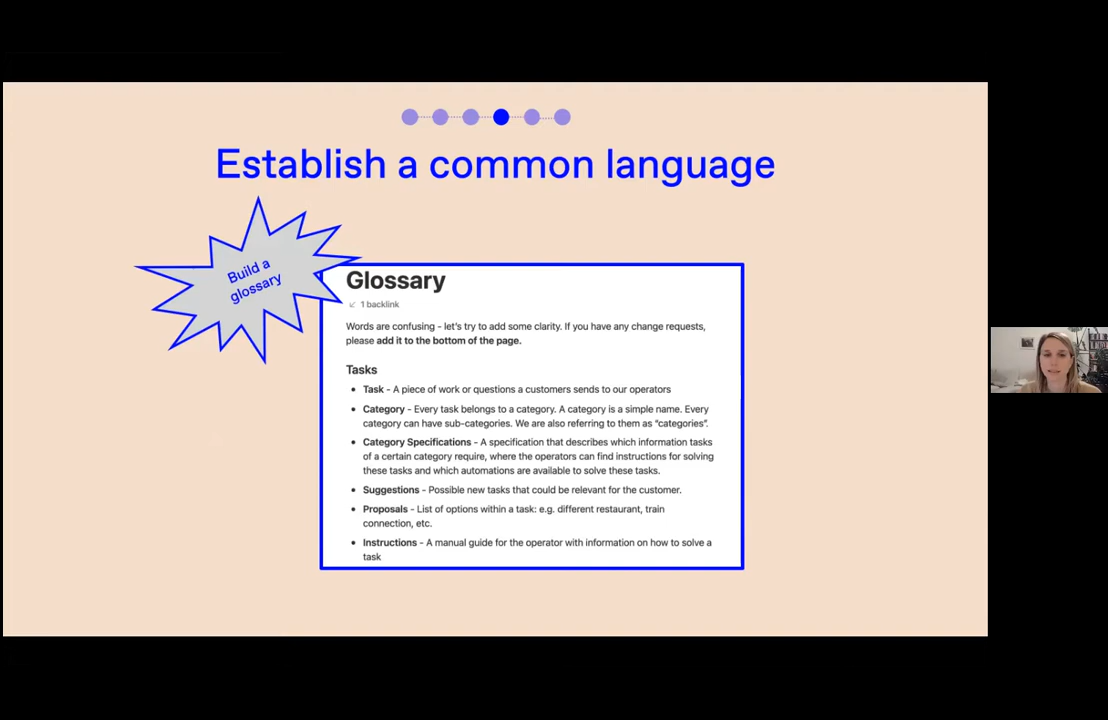 Establish a common language
Build a
glossary
Glossary
1 backlink
Words are confusing - let's try to add some clarity. If you have any change requests,
please add it to the bottom of the page.
Tasks
• Task - A piece of work or questions a customers sends to our operators
• Category - Every task belongs to a category. A category is a simple name. Every
category can have sub-categories. We are also referring to them as "categories".
• Category Specifications - A specification that describes which information tasks
of a certain category require, where the operators can find instructions for solving
these tasks and which automations are available to solve these tasks.
• Suggestions - Possible new tasks that could be relevant for the customer.
• Proposals - List of options within a task: e.g. different restaurant, train
connection, etc.
• Instructions - A manual guide for the operator with information on how to solve a
task